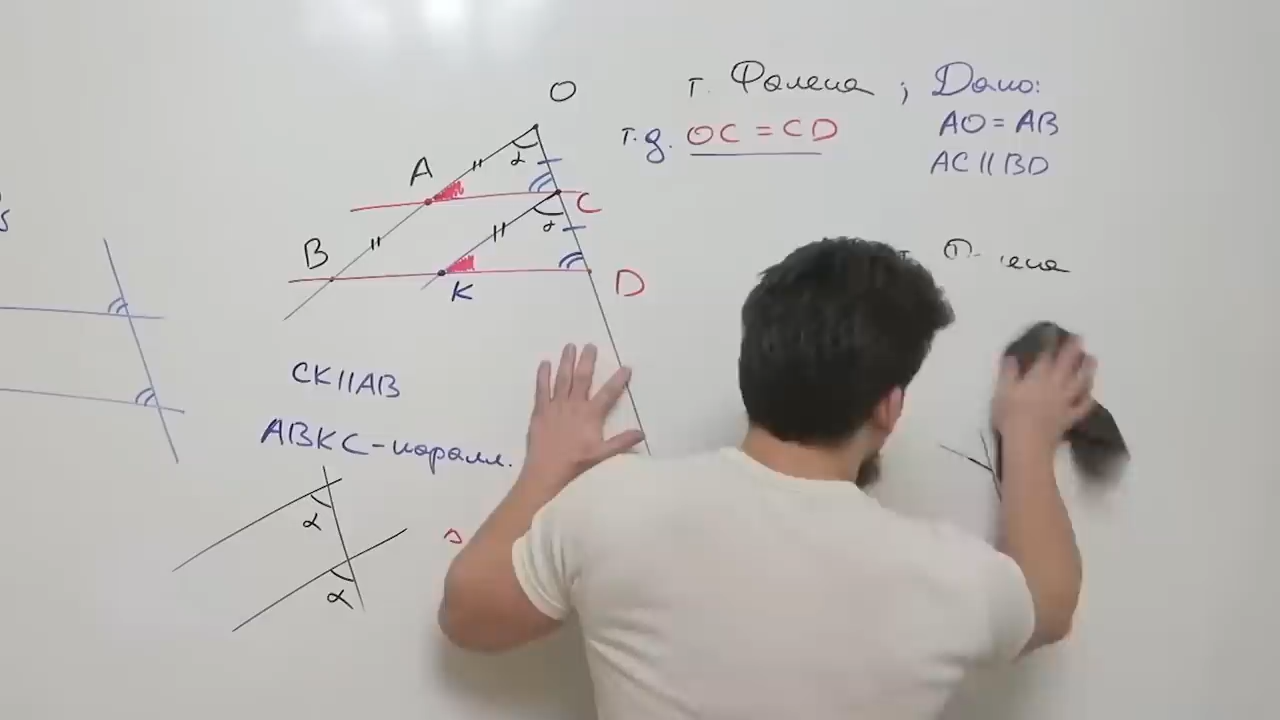 т. Фалеса ; Дано:
т.д. OC = CD
AO = AB
AC || BD
O
α
A
C
α
B
D
K
CK || AB
ABKC - паралл.
α
α